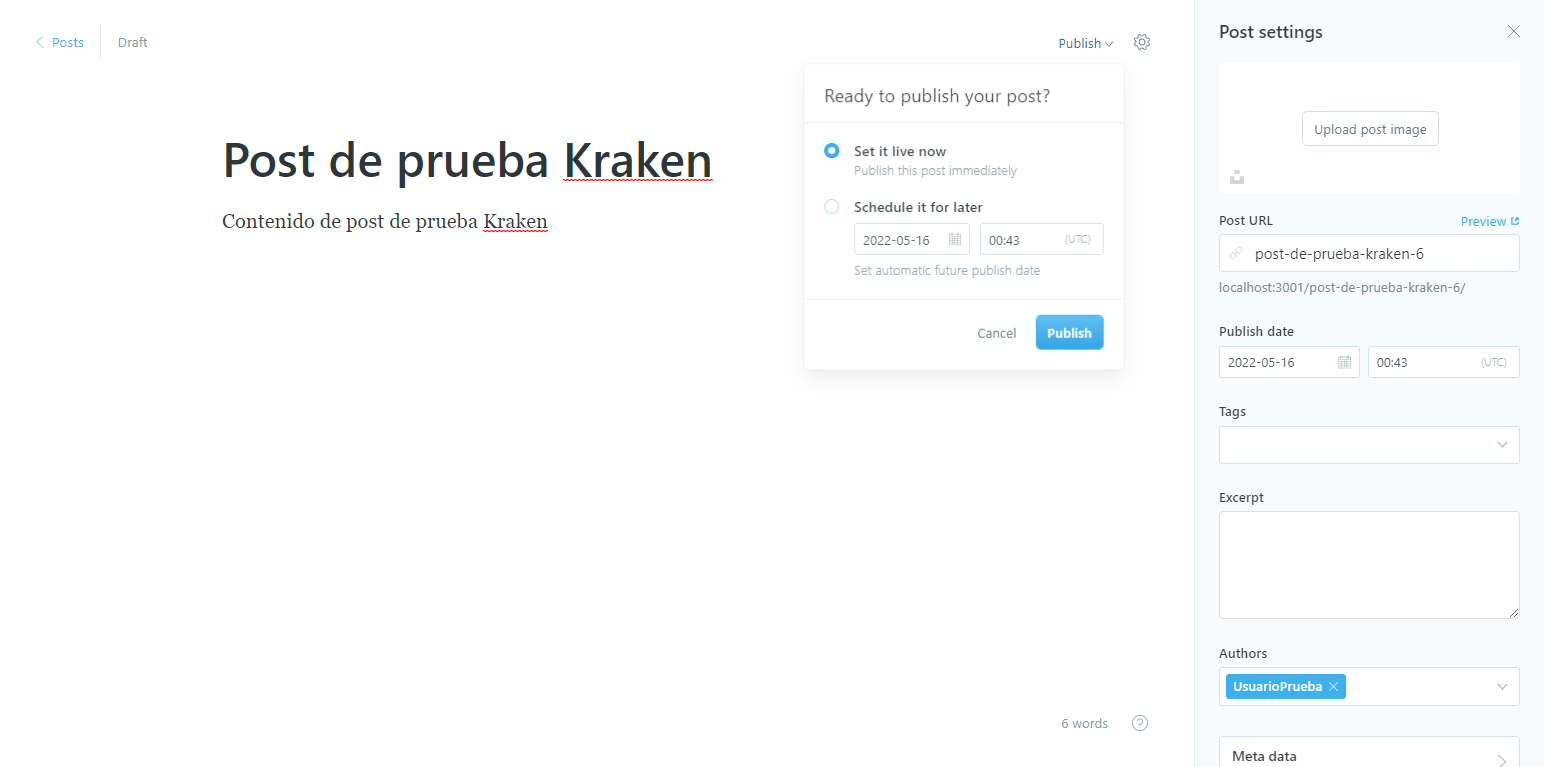 Posts
Draft
Publish
Ready to publish your post?
Set it live now
Publish this post immediately
Schedule it for later
2022-05-16
00:43 (UTC)
Set automatic future publish date
Cancel
Publish
Post de prueba Kraken
Contenido de post de prueba Kraken
6 words
Post settings
Upload post image
Post URL
Preview
post-de-prueba-kraken-6
localhost:3001/post-de-prueba-kraken-6/
Publish date
2022-05-16
00:43 (UTC)
Tags
Excerpt
Authors
UsuarioPrueba
Meta data